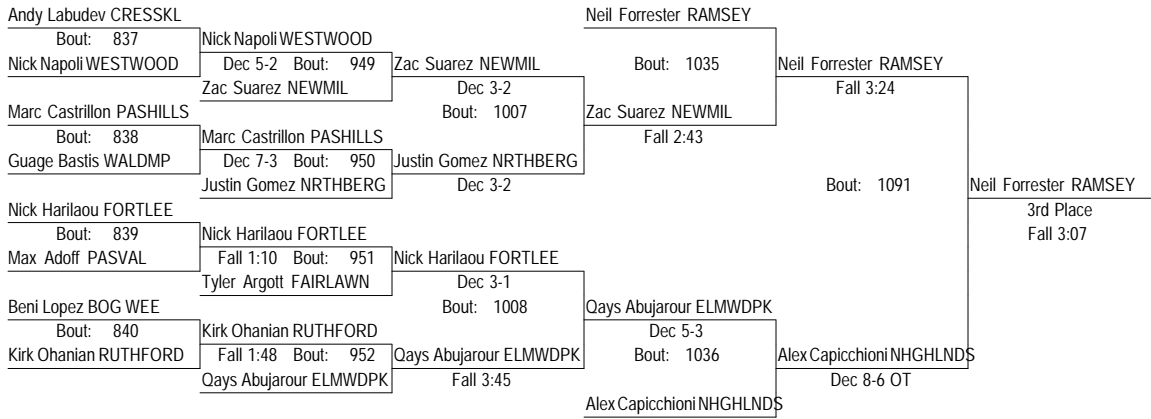 Andy Labudev CRESSKL
Neil Forrester RAMSEY
Bout: 837
Nick Napoli WESTWOOD
Nick Napoli WESTWOOD
Dec 5-2 Bout: 949
Zac Suarez NEWMIL
Bout: 1035
Neil Forrester RAMSEY
Zac Suarez NEWMIL
Dec 3-2
Fall 3:24
Marc Castrillon PASHILLS
Bout: 1007
Zac Suarez NEWMIL
Bout: 838
Marc Castrillon PASHILLS
Fall 2:43
Guage Bastis WALDMP
Dec 7-3 Bout: 950
Justin Gomez NRTHBERG
Justin Gomez NRTHBERG
Dec 3-2
Bout: 1091
Neil Forrester RAMSEY
Nick Harilaou FORTLEE
3rd Place
Bout: 839
Nick Harilaou FORTLEE
Fall 3:07
Max Adoff PASVAL
Fall 1:10 Bout: 951
Nick Harilaou FORTLEE
Tyler Argott FAIRLAWN
Dec 3-1
Beni Lopez BOG WEE
Bout: 1008
Qays Abujarour ELMWDPK
Bout: 840
Kirk Ohanian RUTHFORD
Dec 5-3
Kirk Ohanian RUTHFORD
Fall 1:48 Bout: 952
Qays Abujarour ELMWDPK
Bout: 1036
Alex Capicchioni NHGHLNDS
Qays Abujarour ELMWDPK
Fall 3:45
Dec 8-6 OT
Alex Capicchioni NHGHLNDS